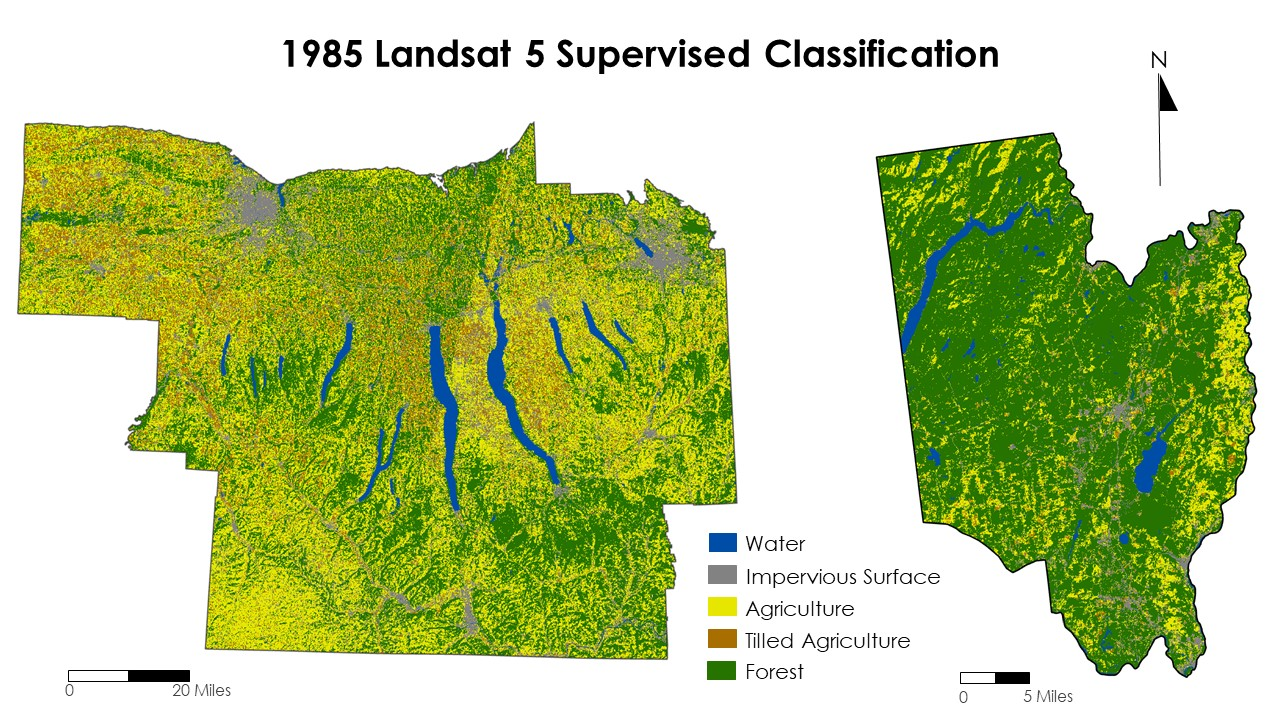 1985 Landsat 5 Supervised Classification
N
Water
Impervious Surface
Agriculture
Tilled Agriculture
Forest
0 20 Miles
0 5 Miles